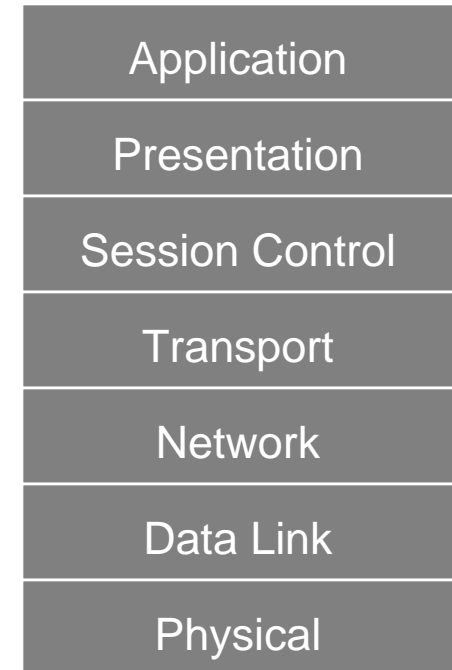 Application
Presentation
Session Control
Transport
Network
Data Link
Physical